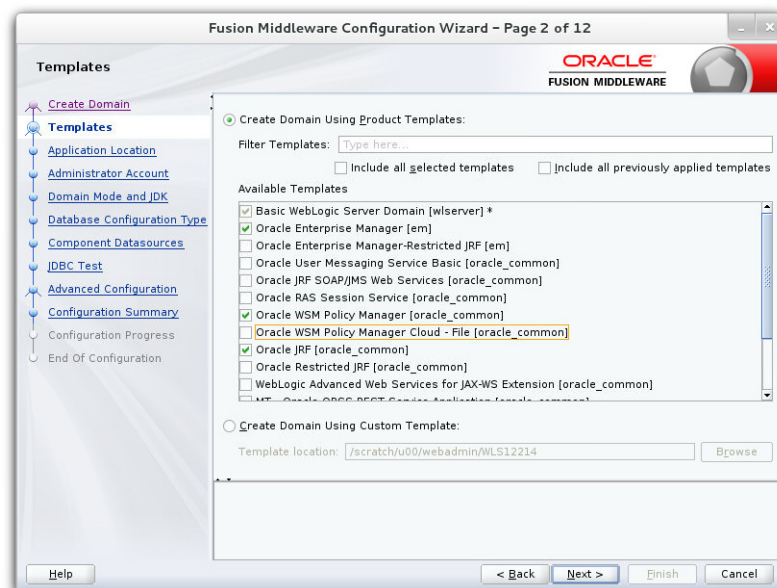 Fusion Middleware Configuration Wizard – Page 2 of 12
Templates
ORACLE
FUSION MIDDLEWARE
Create Domain
Templates
Application Location
Administrator Account
Domain Mode and JDK
Database Configuration Type
Component Datasources
JDBC Test
Advanced Configuration
Configuration Summary
Configuration Progress
End Of Configuration
Create Domain Using Product Templates:
Filter Templates: Type here...
Include all selected templates Include all previously applied templates
Available Templates
Basic WebLogic Server Domain [wlserver] *
Oracle Enterprise Manager [em]
Oracle Enterprise Manager-Restricted JRF [em]
Oracle User Messaging Service Basic [oracle_common]
Oracle JRF SOAP/JMS Web Services [oracle_common]
Oracle RAS Session Service [oracle_common]
Oracle WSM Policy Manager [oracle_common]
Oracle WSM Policy Manager Cloud - File [oracle_common]
Oracle JRF [oracle_common]
Oracle Restricted JRF [oracle_common]
WebLogic Advanced Web Services for JAX-WS Extension [oracle_common]
MT - Oracle OPSS REST Service Application [oracle_common]
Create Domain Using Custom Template:
Template location: /scratch/u00/webadmin/WLS12214 Browse
Help < Back Next > Finish Cancel